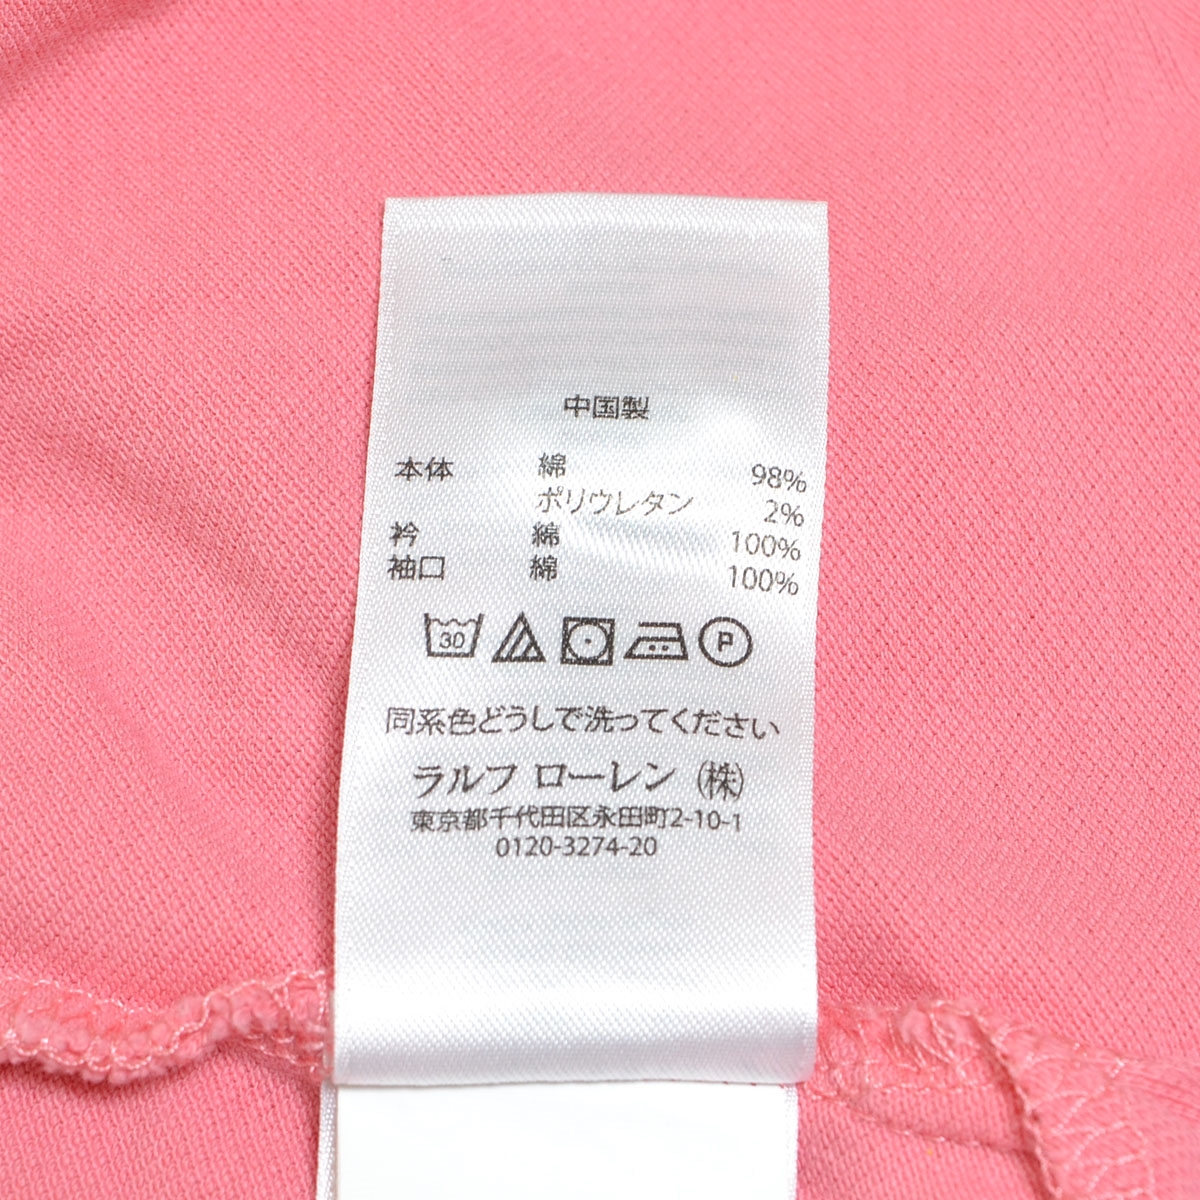 中国製
本体 綿 98%
ポリウレタン 2%
衿 綿 100%
袖口 綿 100%
30 P
同系色どうしで洗ってください
ラルフ ローレン (株)
東京都千代田区永田町2-10-1
0120-3274-20